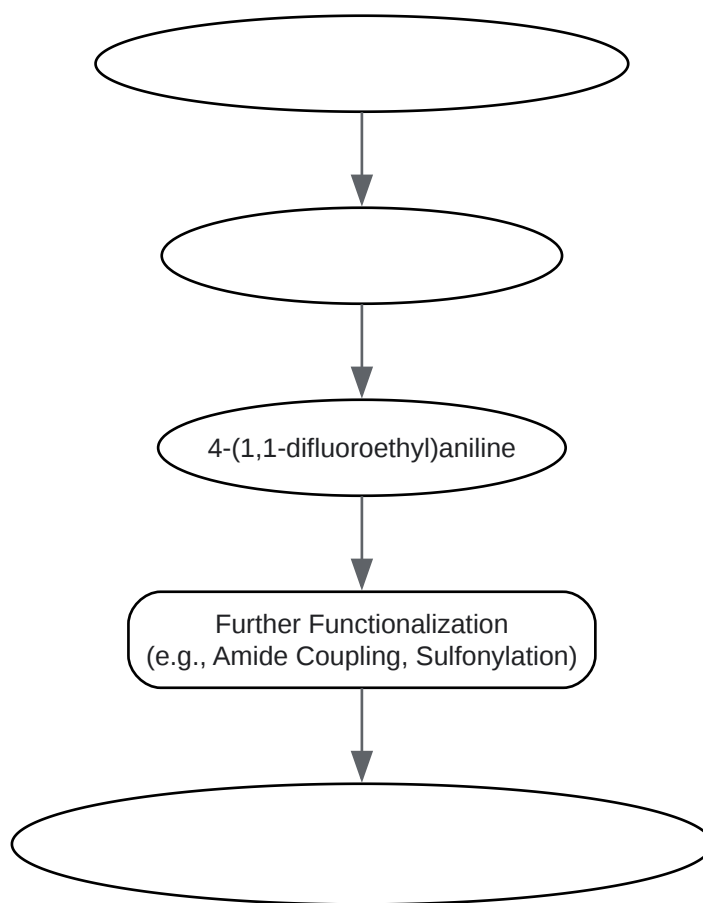 4-(1,1-difluoroethyl)aniline
Further Functionalization
(e.g., Amide Coupling, Sulfonylation)